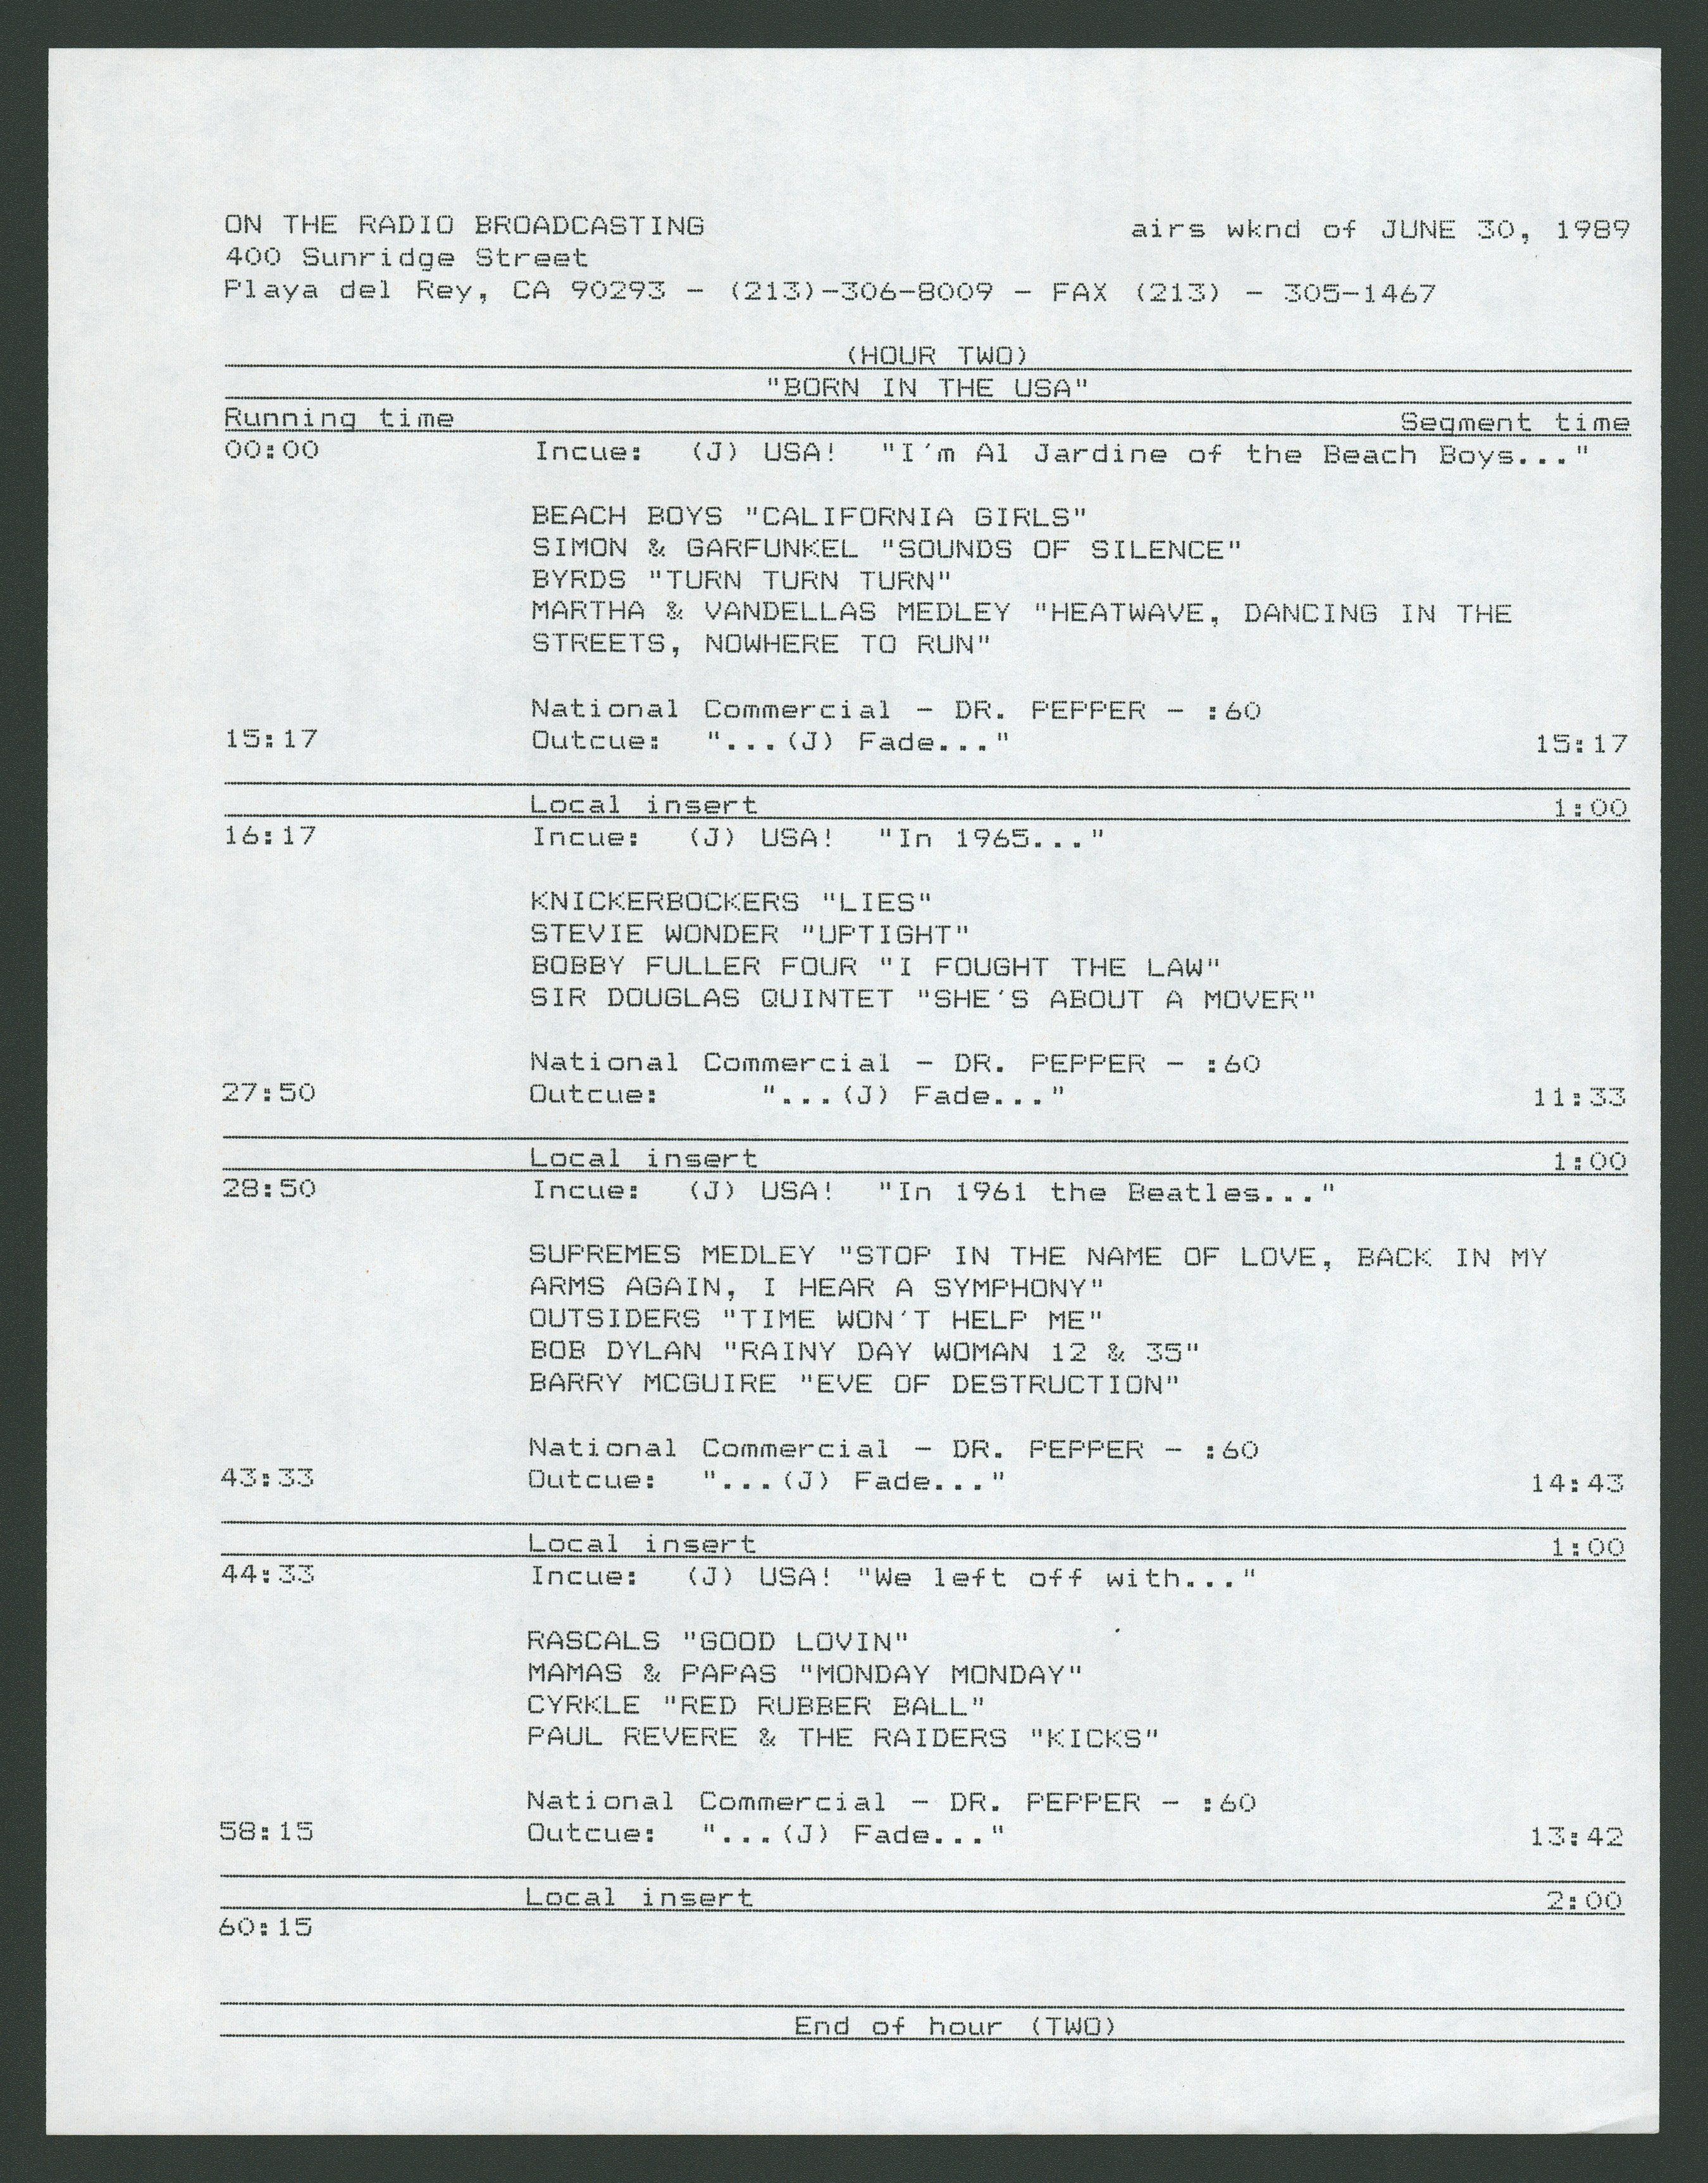 ON THE RADIO BROADCASTING airs wknd of JUNE 30, 1989
400 Sunridge Street
Playa del Rey, CA 90293 - (213)-306-8009 - FAX (213) - 305-1467
(HOUR TWO)
"BORN IN THE USA"
Running time Segment time
00:00 Incue: (J) USA! "I'm Al Jardine of the Beach Boys..."
BEACH BOYS "CALIFORNIA GIRLS"
SIMON & GARFUNKEL "SOUNDS OF SILENCE"
BYRDS "TURN TURN TURN"
MARTHA & VANDELLAS MEDLEY "HEATWAVE, DANCING IN THE
STREETS, NOWHERE TO RUN"
National Commercial - DR. PEPPER - :60
15:17 Outcue: "...(J) Fade..." 15:17
Local insert 1:00
16:17 Incue: (J) USA! "In 1965..."
KNICKERBOCKERS "LIES"
STEVIE WONDER "UPTIGHT"
BOBBY FULLER FOUR "I FOUGHT THE LAW"
SIR DOUGLAS QUINTET "SHE'S ABOUT A MOVER"
National Commercial - DR. PEPPER - :60
27:50 Outcue: "...(J) Fade..." 11:33
Local insert 1:00
28:50 Incue: (J) USA! "In 1961 the Beatles..."
SUPREMES MEDLEY "STOP IN THE NAME OF LOVE, BACK IN MY
ARMS AGAIN, I HEAR A SYMPHONY"
OUTSIDERS "TIME WON'T HELP ME"
BOB DYLAN "RAINY DAY WOMAN 12 & 35"
BARRY MCGUIRE "EVE OF DESTRUCTION"
National Commercial - DR. PEPPER - :60
43:33 Outcue: "...(J) Fade..." 14:43
Local insert 1:00
44:33 Incue: (J) USA! "We left off with..."
RASCALS "GOOD LOVIN"
MAMAS & PAPAS "MONDAY MONDAY"
CYRKLE "RED RUBBER BALL"
PAUL REVERE & THE RAIDERS "KICKS"
National Commercial - DR. PEPPER - :60
58:15 Outcue: "...(J) Fade..." 13:42
Local insert 2:00
60:15
End of hour (TWO)